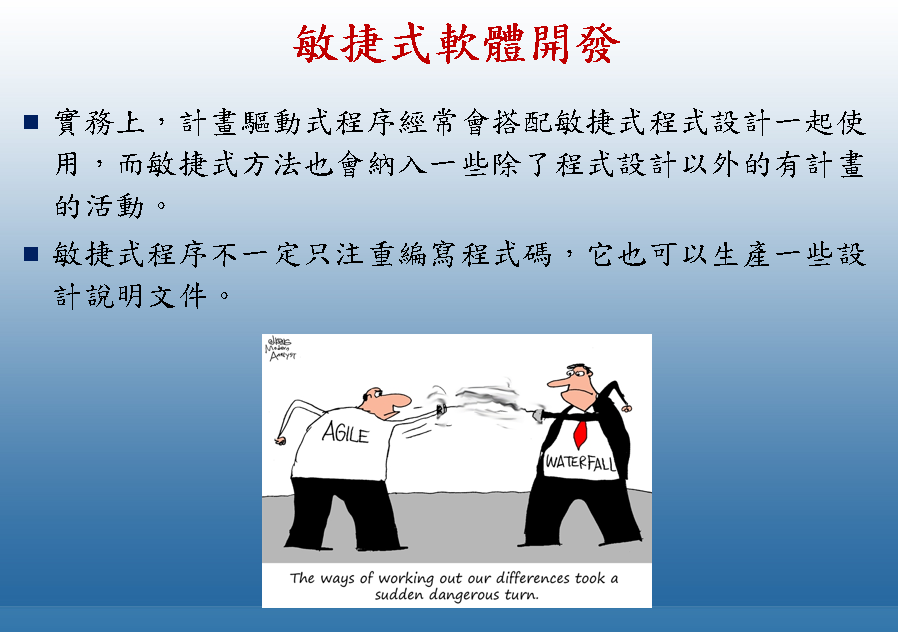 敏捷式軟體開發
實務上，計畫驅動式程序經常會搭配敏捷式程式設計一起使
用，而敏捷式方法也會納入一些除了程式設計以外的有計畫
的活動。
敏捷式程序不一定只注重編寫程式碼，它也可以生產一些設
計說明文件。
Modern
Analyst
AGILE
WATERFALL
The ways of working out our differences took a
sudden dangerous turn.